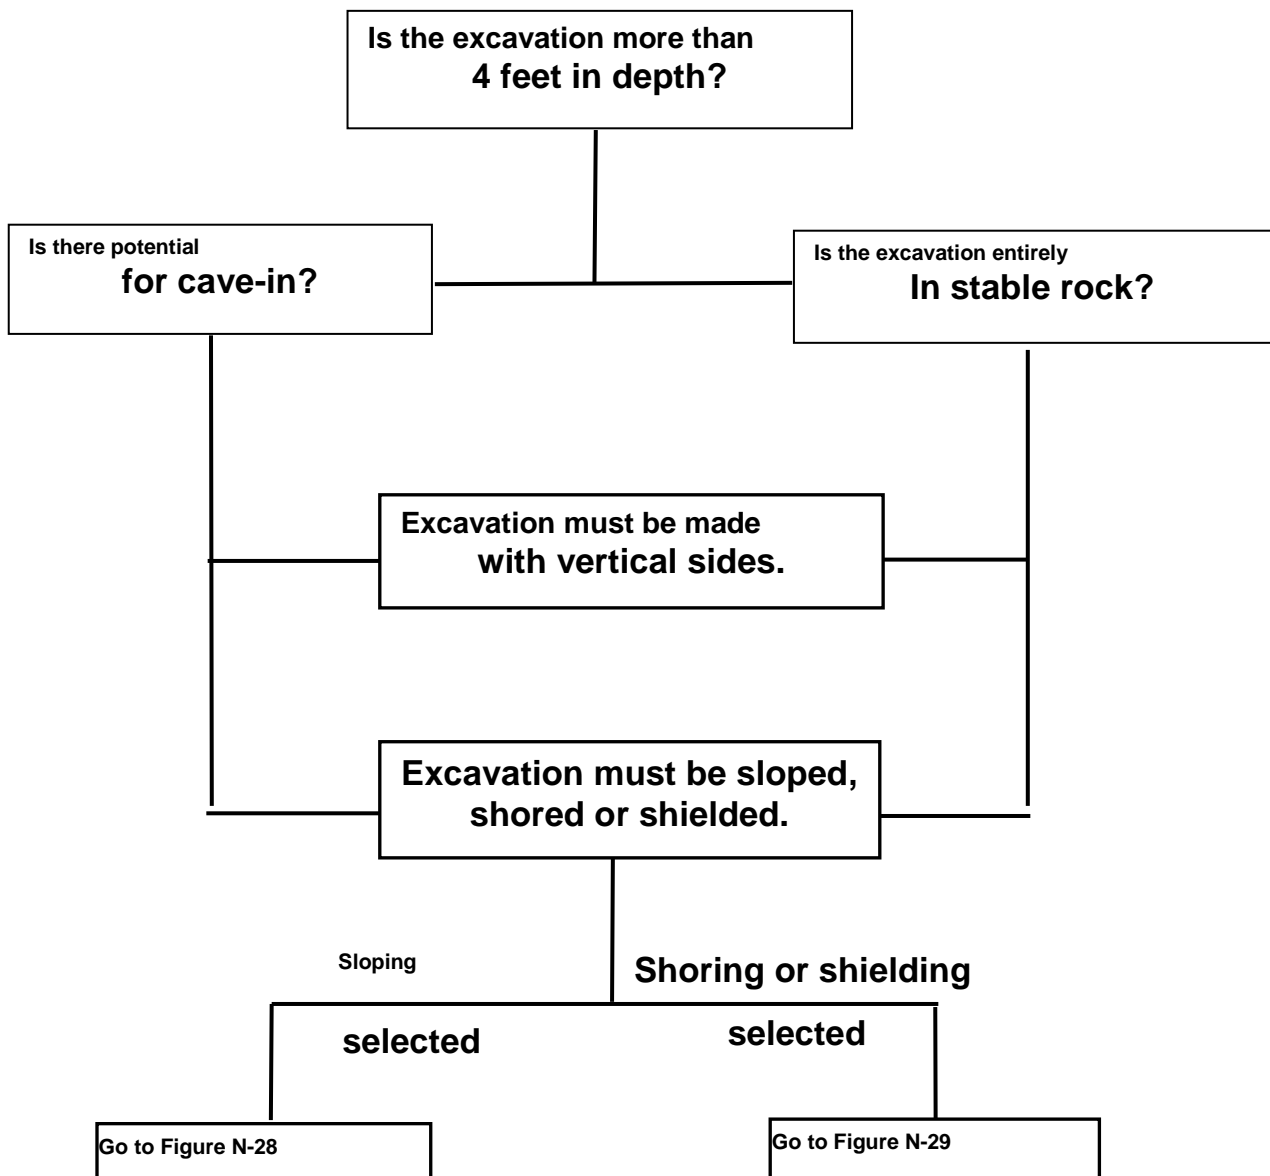 Is the excavation more than
4 feet in depth?
Is there potential
for cave-in?
Is the excavation entirely
In stable rock?
Excavation must be made
with vertical sides.
Excavation must be sloped,
shored or shielded.
Sloping
selected
Shoring or shielding
selected
Go to Figure N-28
Go to Figure N-29